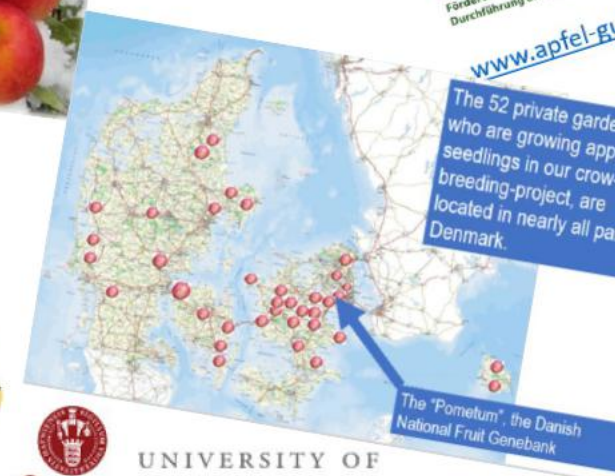 Durchführung
www.apfel-gu
The 52 private garde
who are growing app
seedlings in our crow
breeding-project, are
located in nearly all pa
Denmark.
The "Pometum", the Danish
National Fruit Genebank
UNIVERSITY OF